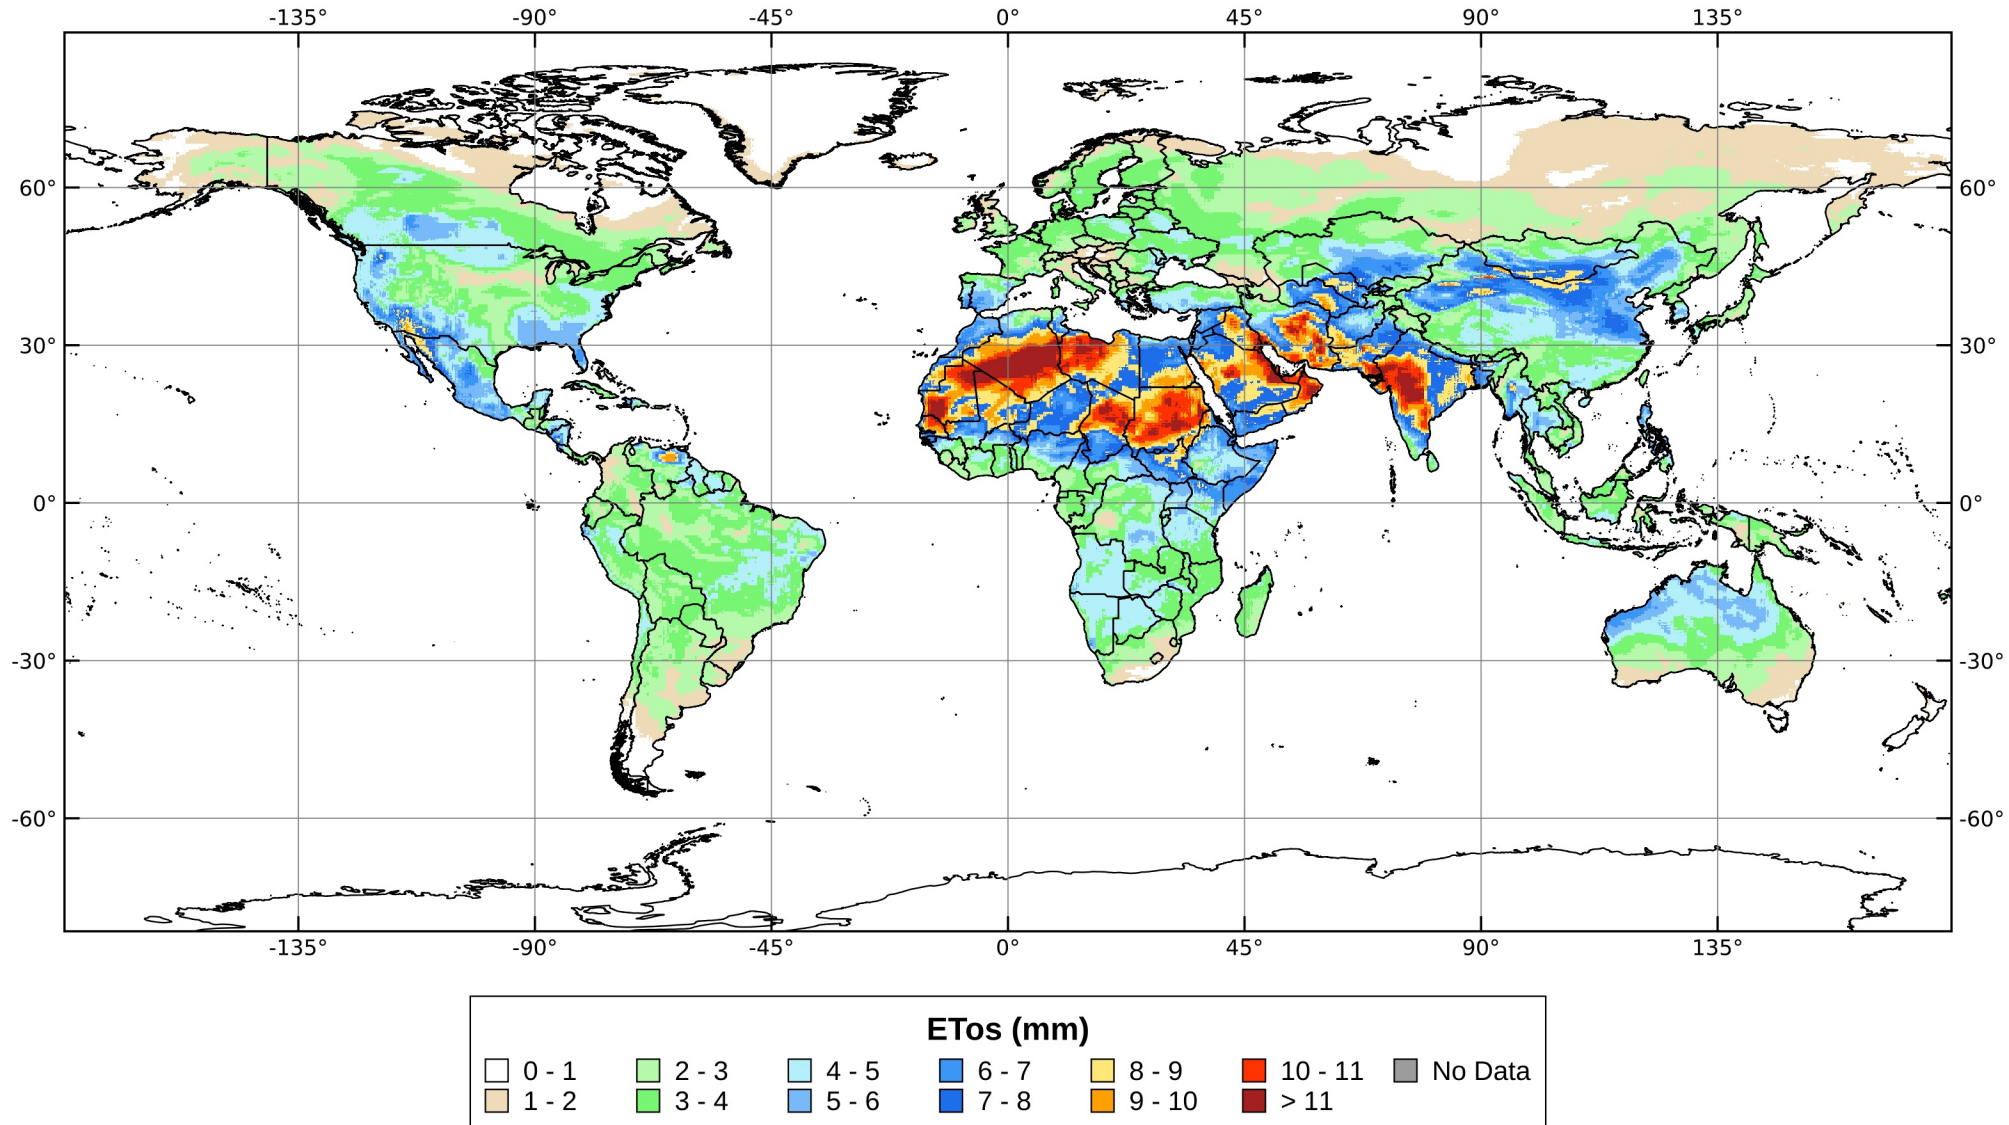 -135° -90° -45° 0° 45° 90° 135°
60° 60°
30° 30°
0° 0°
-30° -30°
-60° -60°
-135° -90° -45° 0° 45° 90° 135°
ETos (mm)
0 - 1 2 - 3 4 - 5 6 - 7 8 - 9 10 - 11 No Data
1 - 2 3 - 4 5 - 6 7 - 8 9 - 10 > 11